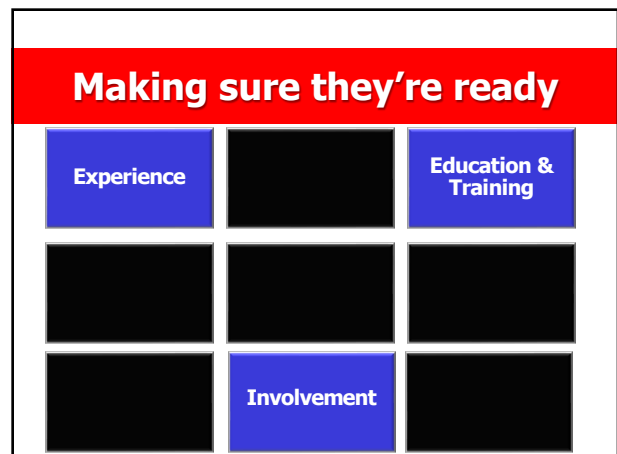 Making sure they're ready
Experience
Education &
Training
Involvement